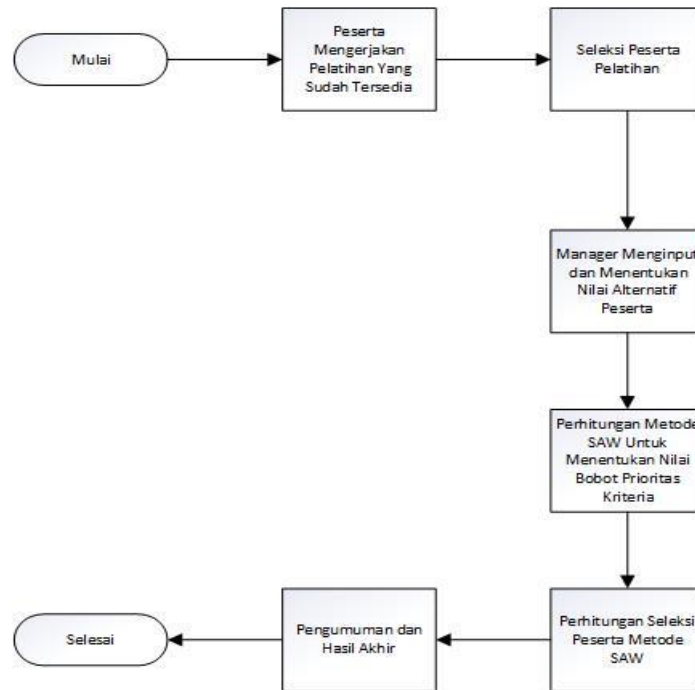 Mulai
Peserta
Mengerjakan
Pelatihan Yang
Sudah Tersedia
Seleksi Peserta
Pelatihan
Manager Menginput
dan Menentukan
Nilai Alternatif
Peserta
Perhitungan Metode
SAW Untuk
Menentukan Nilai
Bobot Prioritas
Kriteria
Perhitungan Seleksi
Peserta Metode
SAW
Pengumuman dan
Hasil Akhir
Selesai